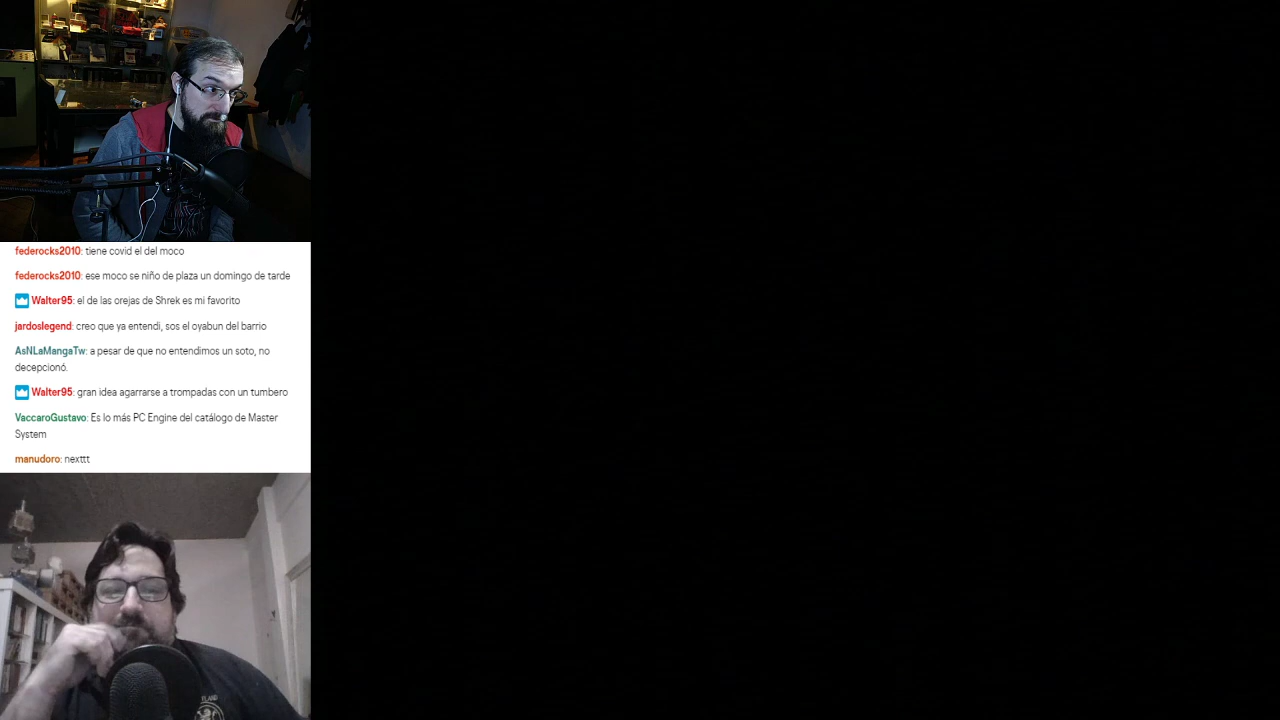 federocks2010: tiene covid el del moco
federocks2010: ese moco se niño de plaza un domingo de tarde
Walter95: el de las orejas de Shrek es mi favorito
jardoslegend: creo que ya entendi, sos el oyabun del barrio
AsNLaMangaTw: a pesar de que no entendimos un soto, no
decepcionó.
Walter95: gran idea agarrarse a trompadas con un tumbero
VaccaroGustavo: Es lo más PC Engine del catálogo de Master
System
manudoro: nexttt